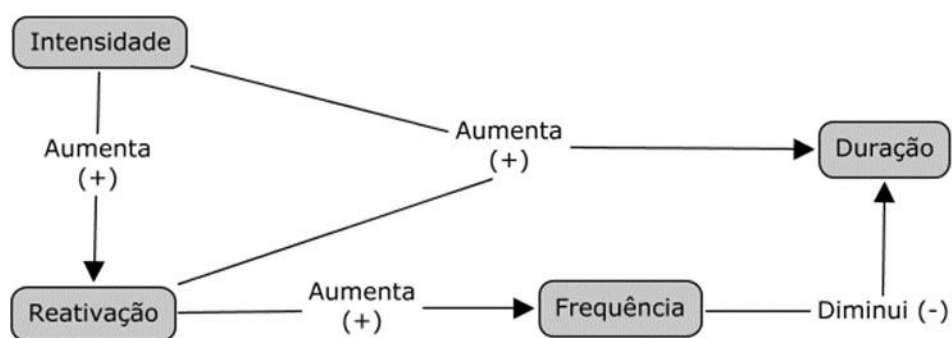 Intensidade
Aumenta
(+)
Aumenta
(+)
Duração
Reativação
Aumenta
(+)
Frequência
Diminui (-)